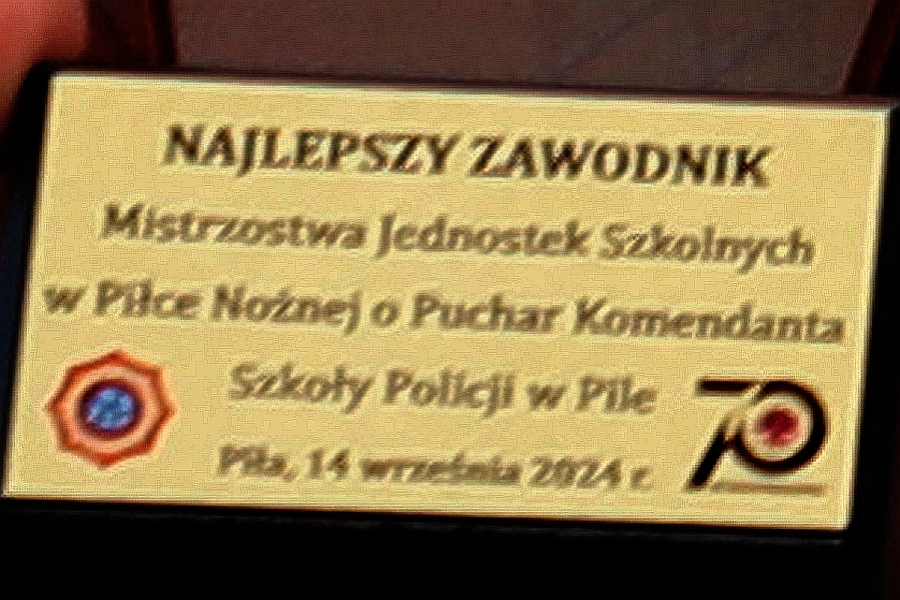 NAJLEPSZY ZAWODNIK
Mistrzostwa Jednostek Szkolnych
w Piłce Nożnej o Puchar Komendanta
Szkoły Policji w Pile
Piła, 14 września 2024 r.
70